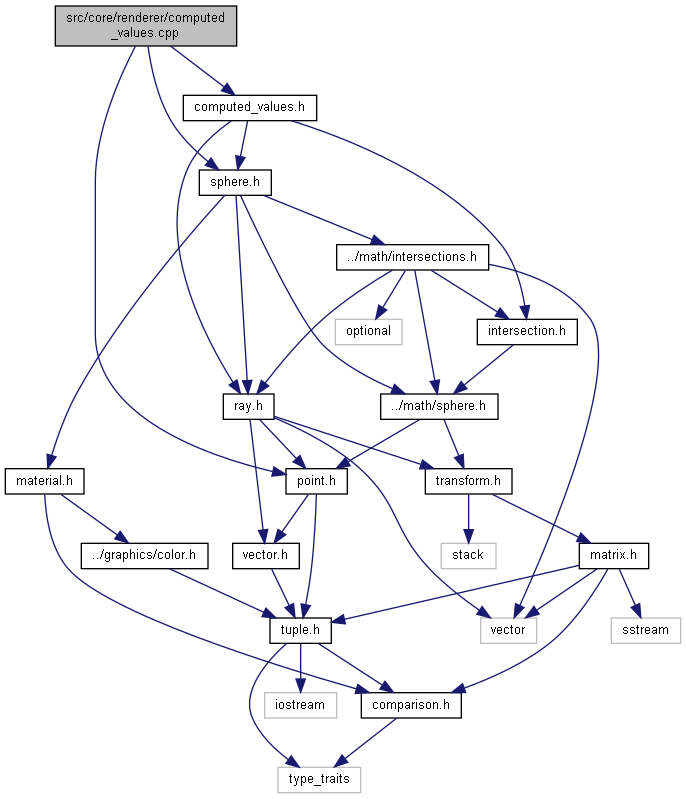 src/core/renderer/computed
_values.cpp
computed_values.h
sphere.h
../math/intersections.h
optional
intersection.h
ray.h
../math/sphere.h
material.h
point.h
transform.h
../graphics/color.h
vector.h
stack
matrix.h
tuple.h
vector
sstream
iostream
comparison.h
type_traits